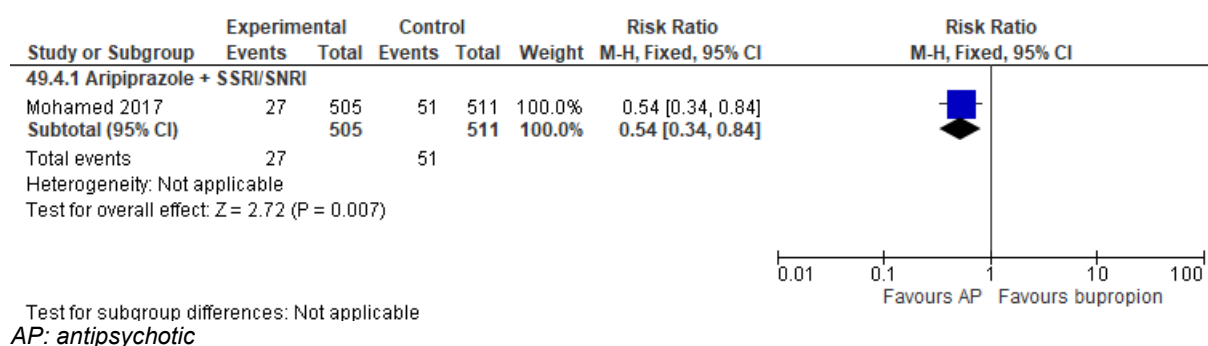 Experimental Control Risk Ratio Risk Ratio
Study or Subgroup Events Total Events Total Weight M-H, Fixed, 95% CI M-H, Fixed, 95% CI
49.4.1 Aripiprazole + SSRI/SNRI
Mohamed 2017 27 505 51 511 100.0% 0.54 [0.34, 0.84]
Subtotal (95% CI) 505 511 100.0% 0.54 [0.34, 0.84]
Total events 27 51
Heterogeneity: Not applicable
Test for overall effect: Z = 2.72 (P = 0.007)
0.01 0.1 1 10 100
Favours AP Favours bupropion
Test for subgroup differences: Not applicable
AP: antipsychotic